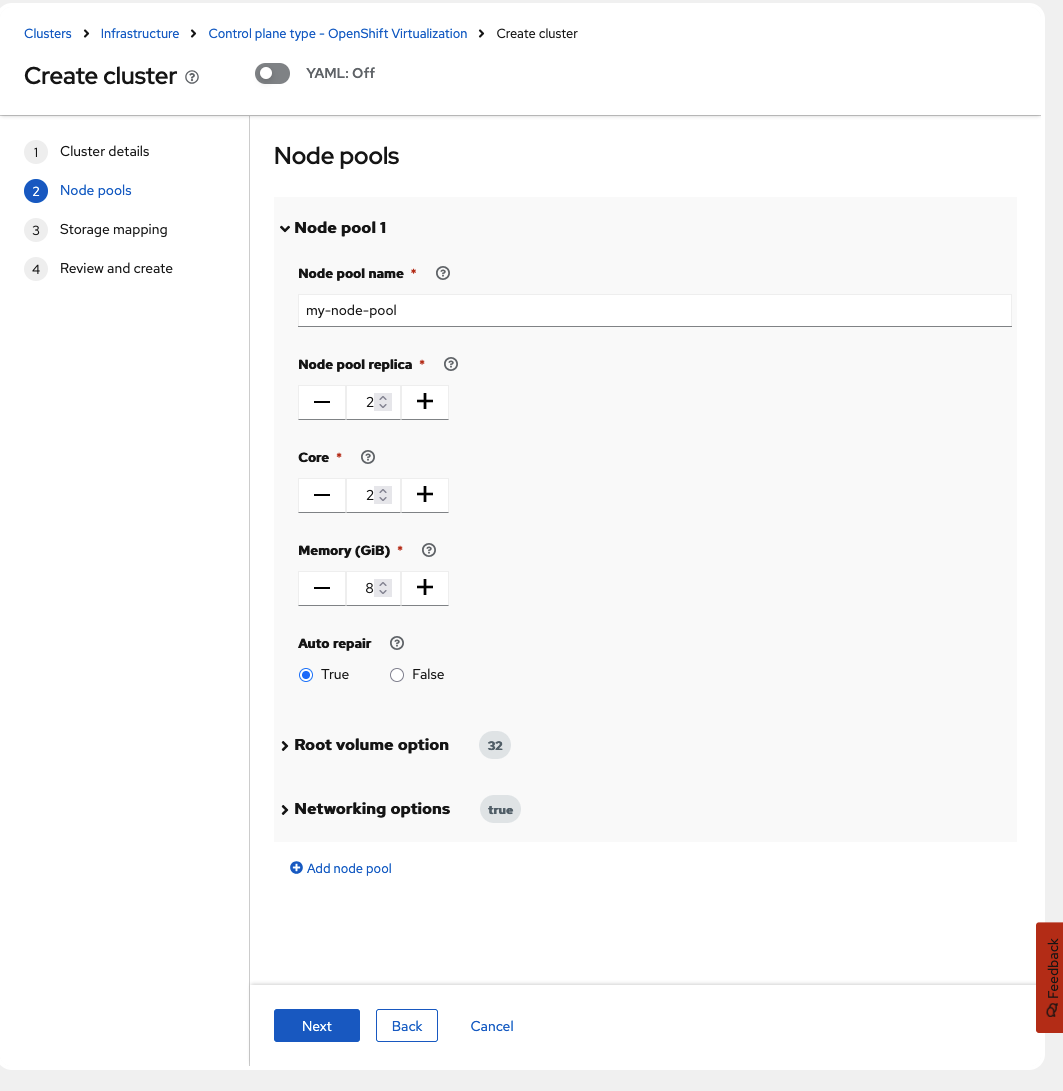 Clusters > Infrastructure > Control plane type - OpenShift Virtualization > Create cluster
Create cluster
YAML: Off
1 Cluster details
2 Node pools
3 Storage mapping
4 Review and create
Node pools
Node pool 1
Node pool name *
my-node-pool
Node pool replica *
2
Core *
2
Memory (GiB) *
8
Auto repair
True False
Root volume option 32
Networking options true
Add node pool
Feedback
Next Back Cancel